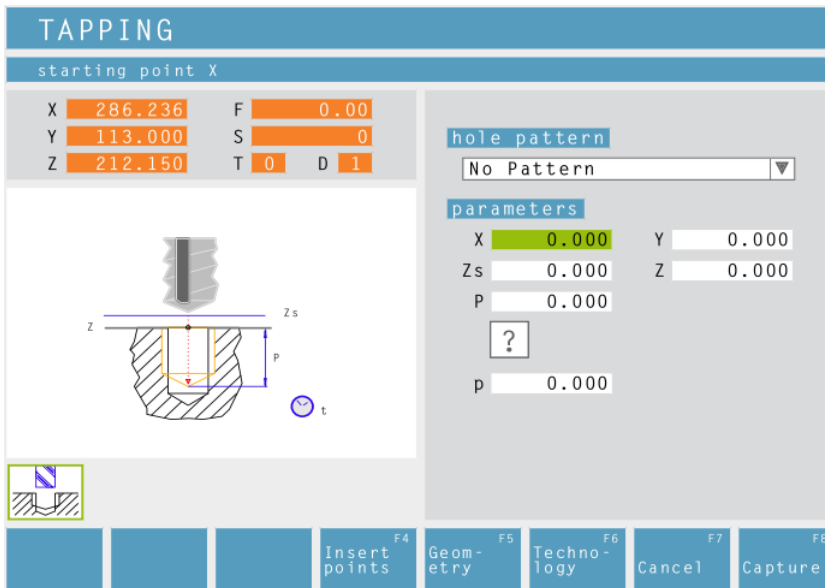 TAPPING
starting point X
X 286.236 F 0.00
Y 113.000 S 0
Z 212.150 T 0 D 1
hole pattern
No Pattern
parameters
X 0.000 Y 0.000
Zs 0.000 Z 0.000
P 0.000
?
p 0.000
Zs
Z
P
t
F4
Insert
points
F5
Geom-
etry
F6
Techno-
logy
F7
Cancel
F8
Capture